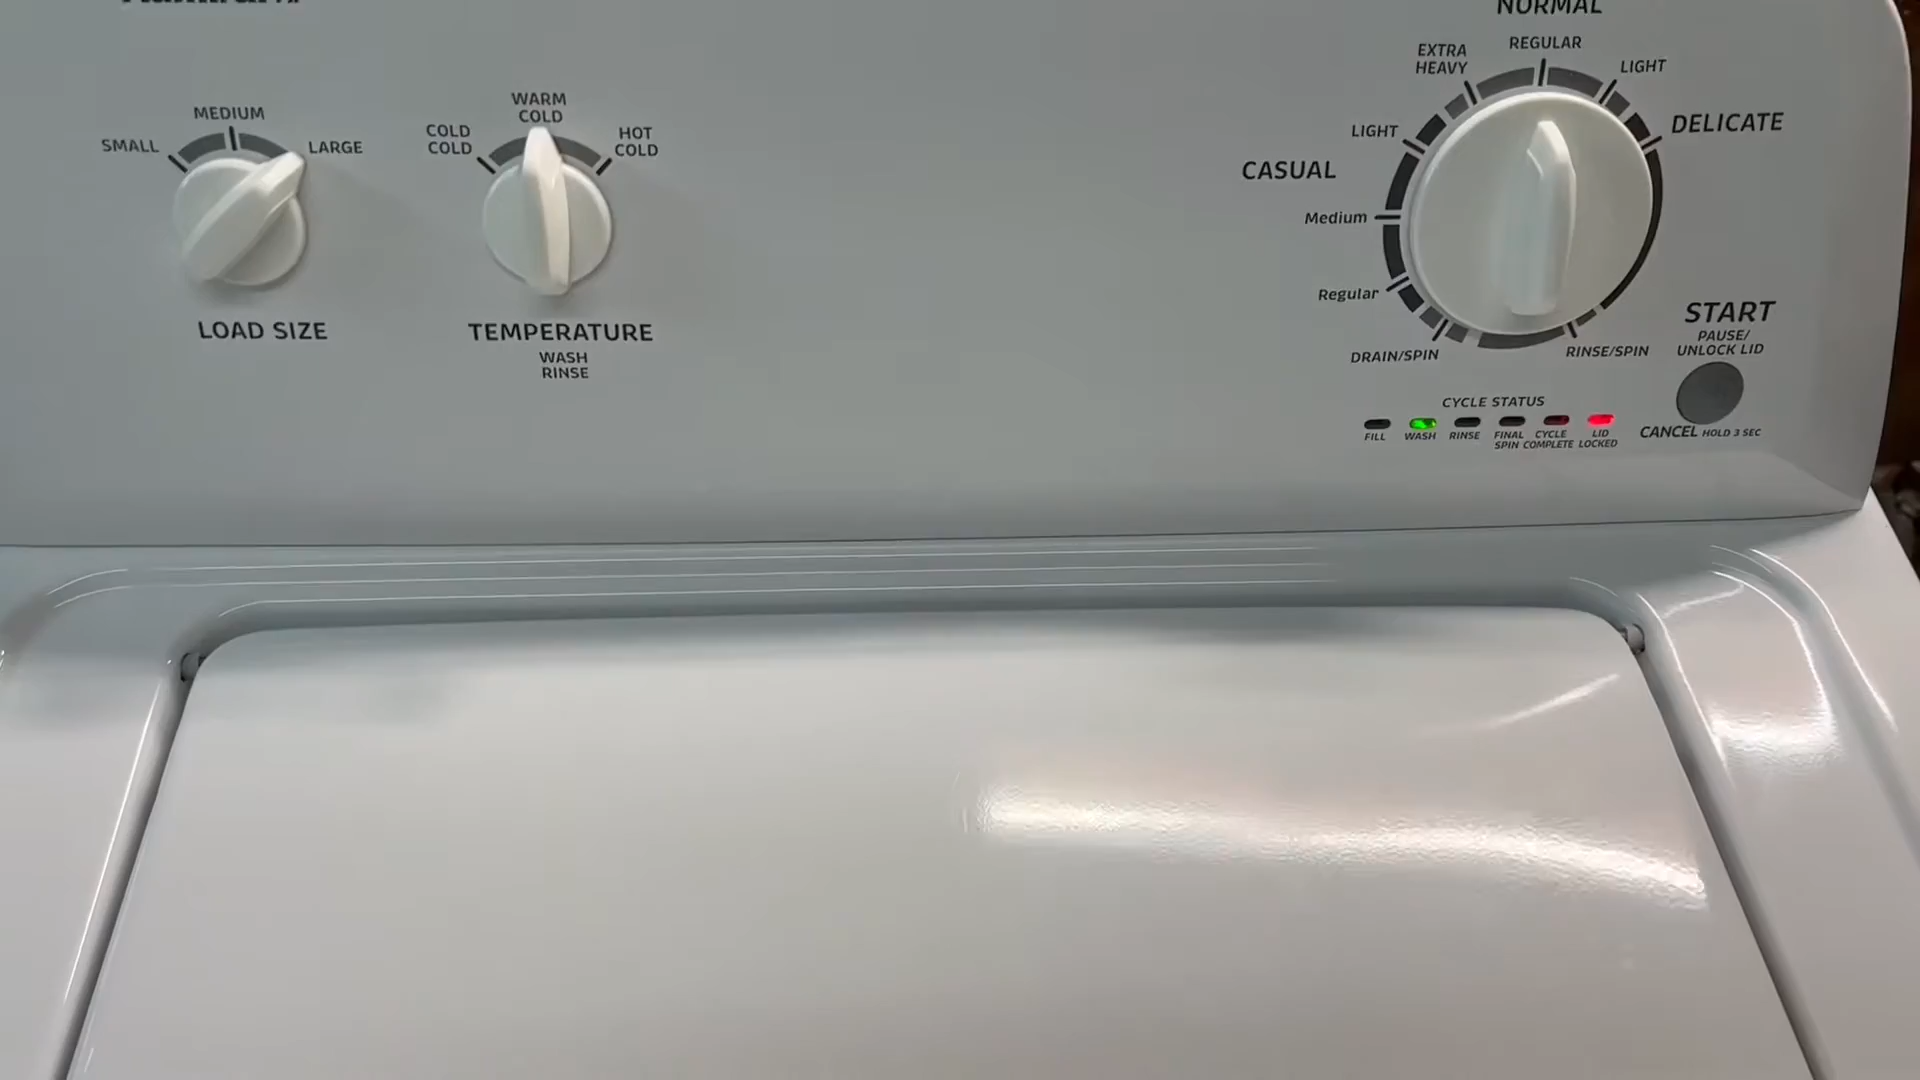 NORMAL
EXTRA
HEAVY
REGULAR
LIGHT
DELICATE
LIGHT
CASUAL
Medium
Regular
DRAIN/SPIN
RINSE/SPIN
SMALL
MEDIUM
LARGE
LOAD SIZE
COLD
COLD
WARM
COLD
HOT
COLD
TEMPERATURE
WASH
RINSE
START
PAUSE/
UNLOCK LID
CANCEL HOLD 3 SEC
CYCLE STATUS
FILL
WASH
RINSE
FINAL
SPIN
CYCLE
COMPLETE
LID
LOCKED